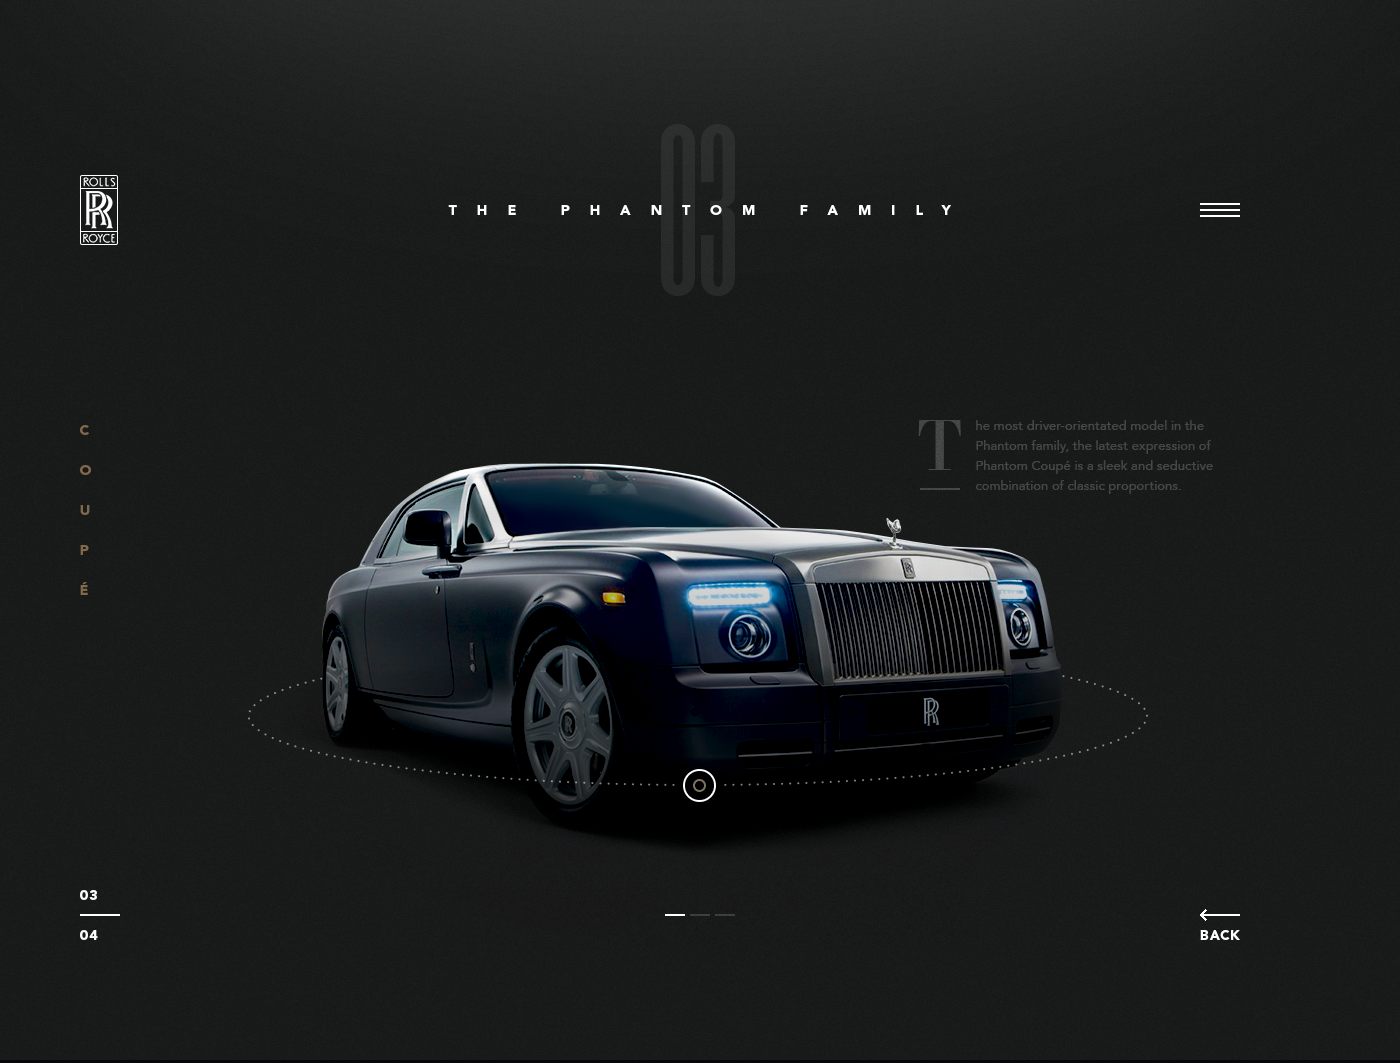 03
ROLLS
RR
ROYCE
THE PHANTOM FAMILY
COUPÉ
The most driver-orientated model in the
Phantom family, the latest expression of
Phantom Coupé is a sleek and seductive
combination of classic proportions.
RR
03
04
BACK